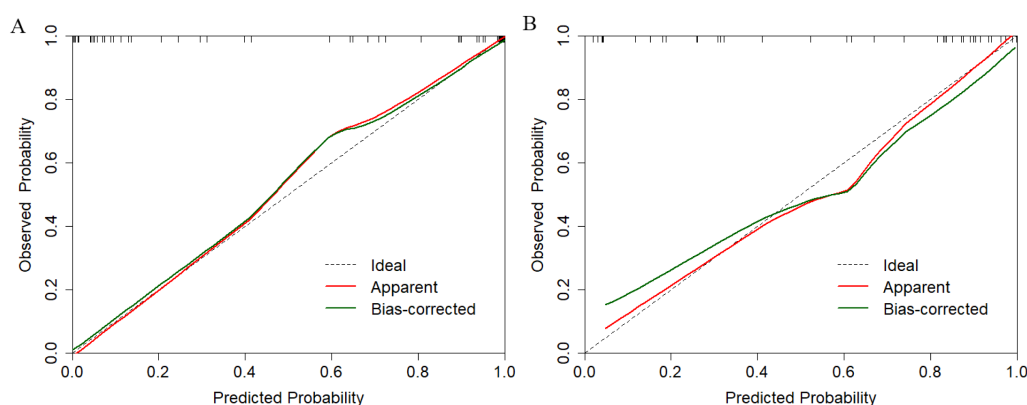 A
Observed Probability
1.0
0.8
0.6
0.4
0.2
0.0
Ideal
Apparent
Bias-corrected
0.0 0.2 0.4 0.6 0.8 1.0
Predicted Probability
B
Observed Probability
1.0
0.8
0.6
0.4
0.2
0.0
Ideal
Apparent
Bias-corrected
0.0 0.2 0.4 0.6 0.8 1.0
Predicted Probability